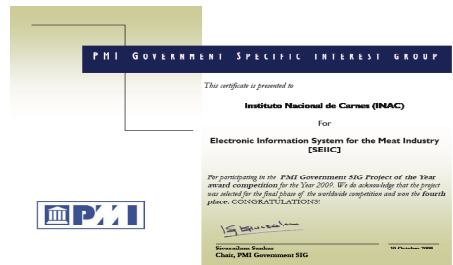 PMI GOVERNMENT SPECIFIC INTEREST GROUP
This certificate is presented to
Instituto Nacional de Carnes (INAC)
For
Electronic Information System for the Meat Industry
[SEIIC]
For participating in the PMI Government SIG Project of the Year
award competition for the Year 2009. We do acknowledge that the project
was selected for the final phase of the worldwide competition and won the fourth
place. CONGRATULATIONS!
PMI
10 October 2009
Chair, PMI Government SIG